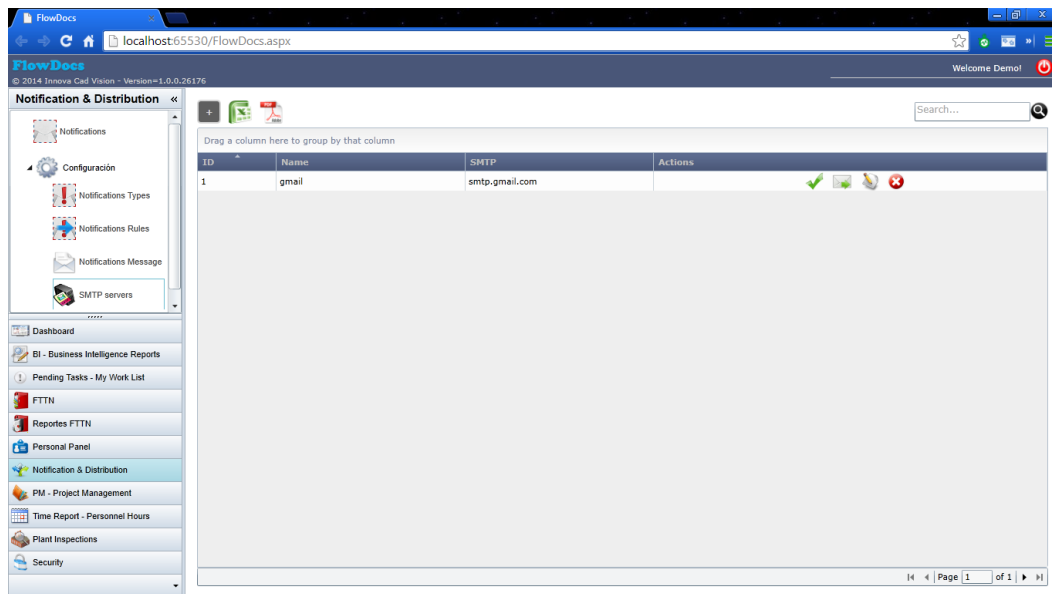 FlowDocs
localhost:65530/FlowDocs.aspx
FlowDocs
© 2014 Innova Cad Vision - Version=1.0.0.26176
Welcome Demo!
Notification & Distribution «
Notifications
Configuración
Notifications Types
Notifications Rules
Notifications Message
SMTP servers
Dashboard
BI - Business Intelligence Reports
Pending Tasks - My Work List
FTTN
Reportes FTTN
Personal Panel
Notification & Distribution
PM - Project Management
Time Report - Personnel Hours
Plant Inspections
Security
Search...
Drag a column here to group by that column
ID Name SMTP Actions
1 gmail smtp.gmail.com
Page 1 of 1